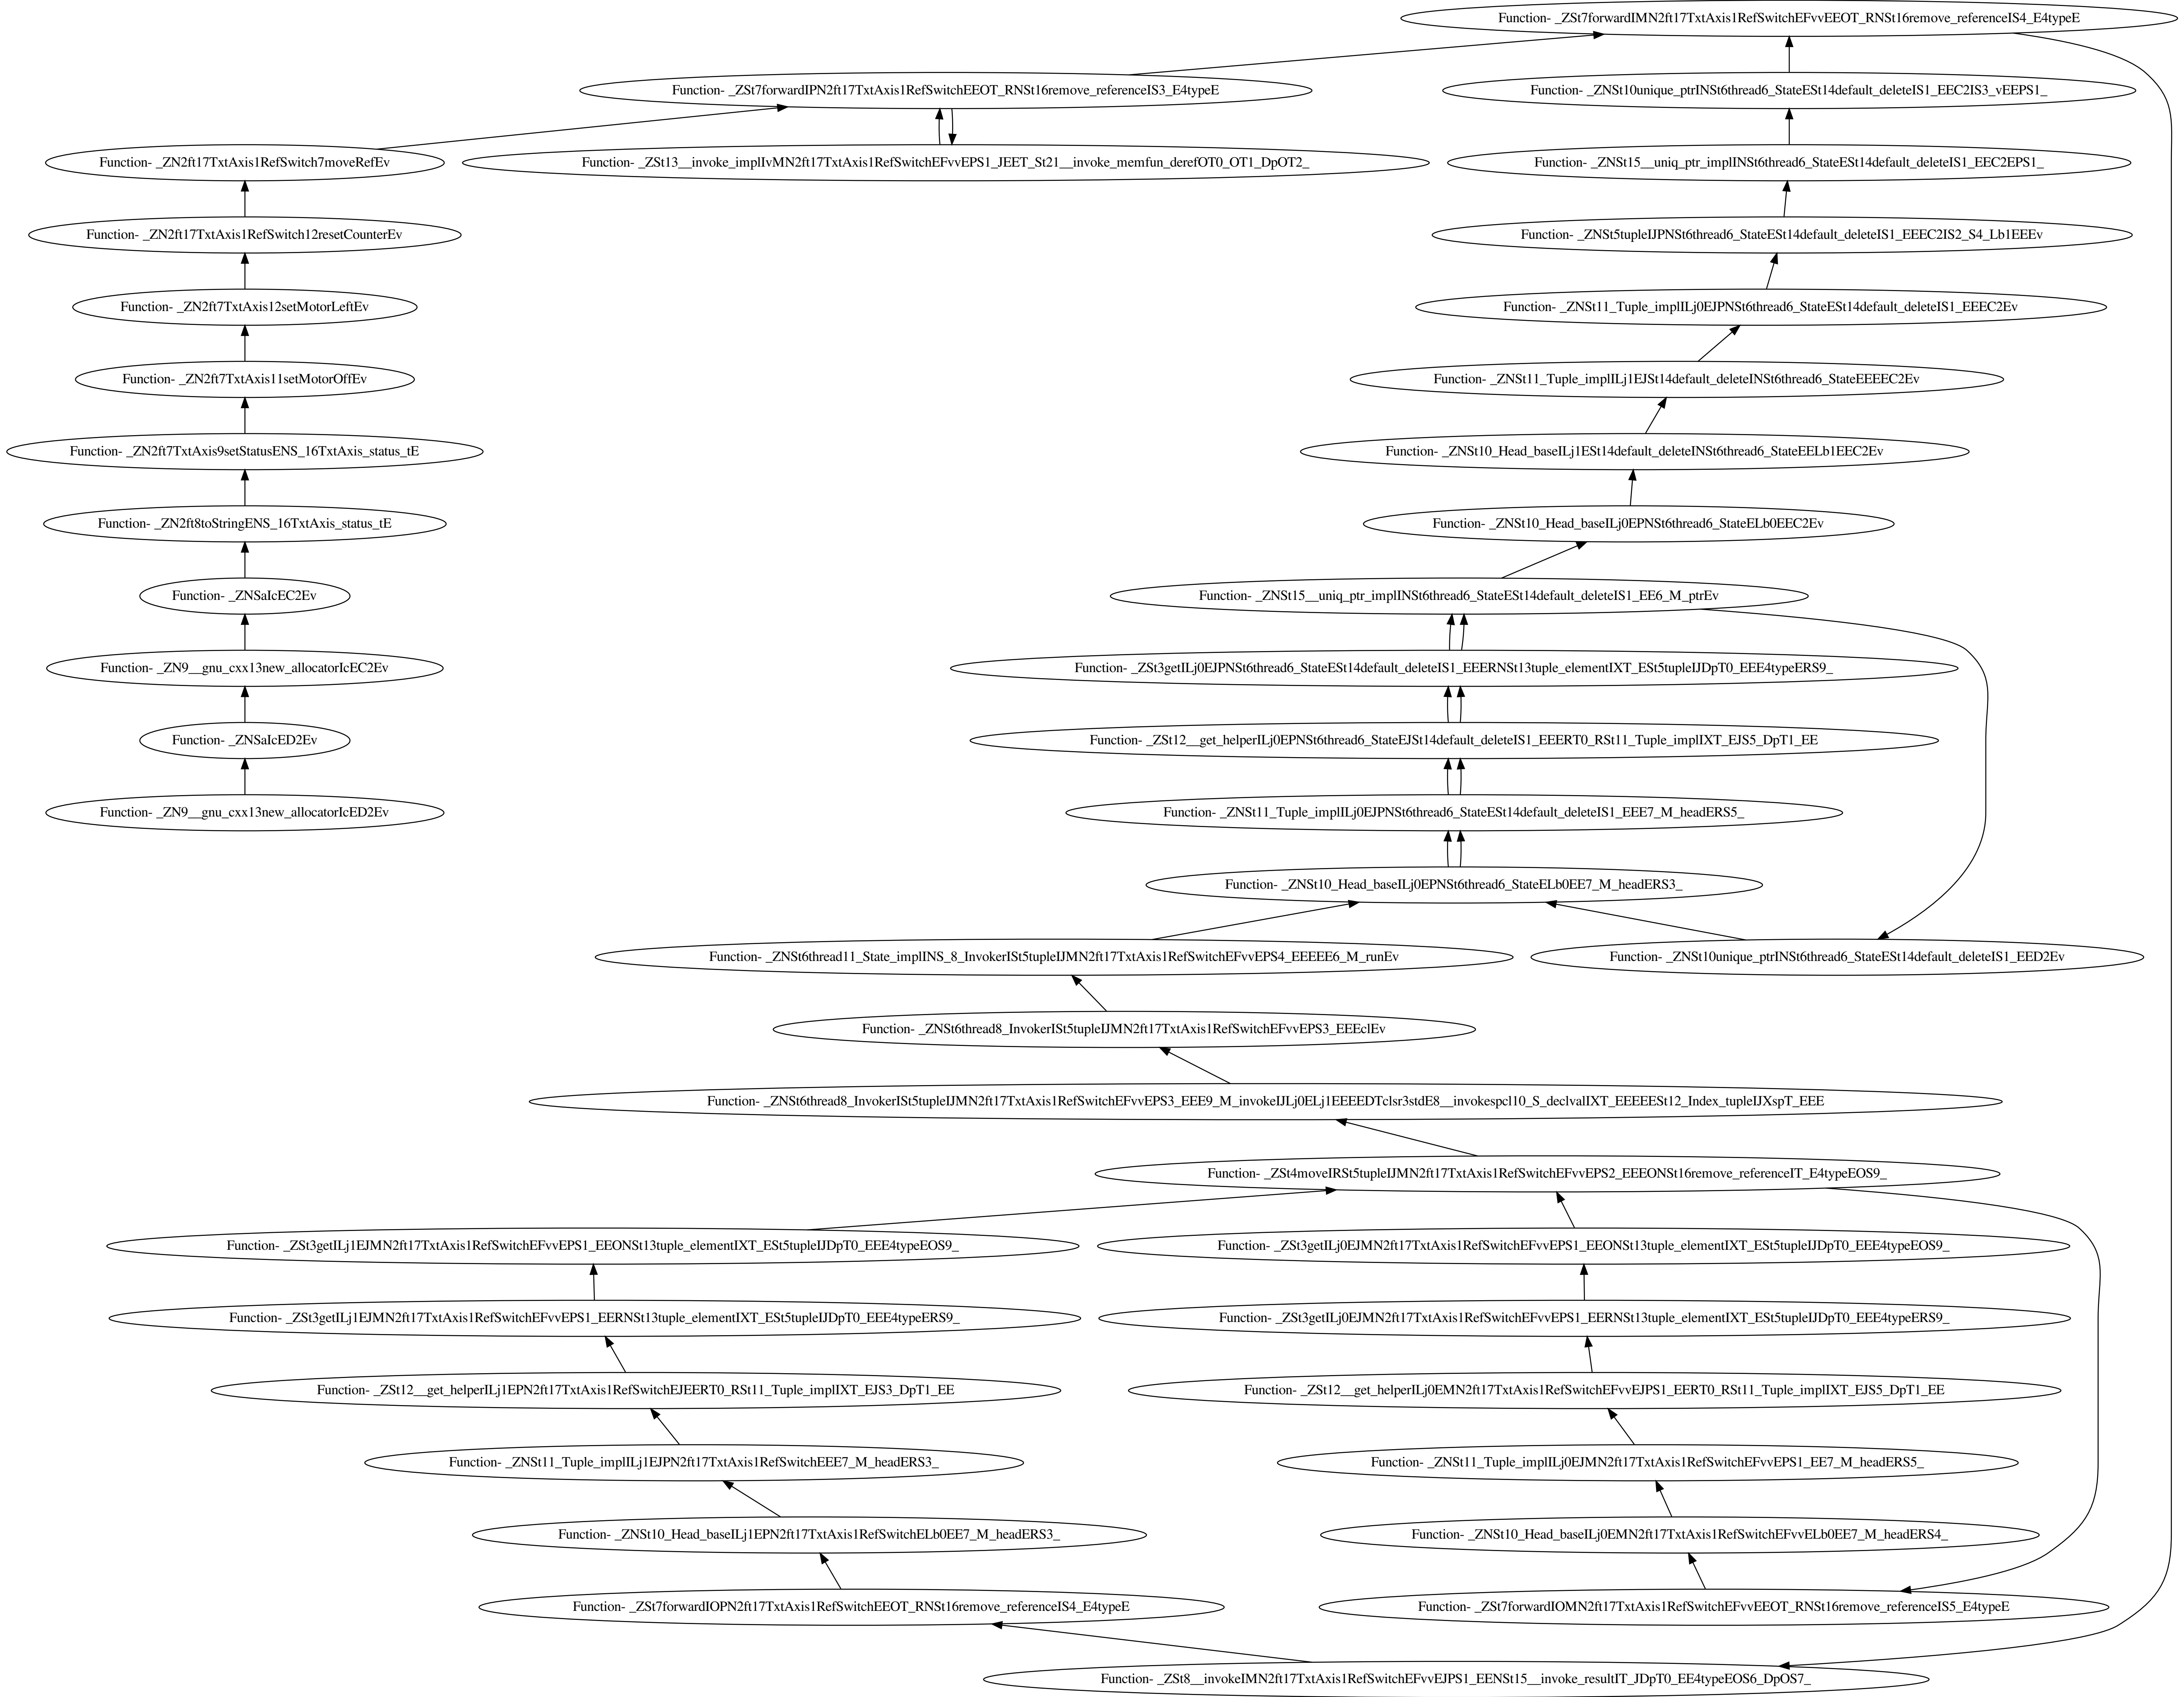 Function- _ZSt7forwardIMN2ft17TxtAxis1RefSwitchEFvvEEOT_RNSt16remove_referenceIS4_E4typeE
Function- _ZSt7forwardIPN2ft17TxtAxis1RefSwitchEEOT_RNSt16remove_referenceIS3_E4typeE
Function- _ZNSt10unique_ptrINSt6thread6_StateESt14default_deleteIS1_EEC2IS3_vEEPS1_
Function- _ZN2ft17TxtAxis1RefSwitch7moveRefEv
Function- _ZSt13__invoke_implIvMN2ft17TxtAxis1RefSwitchEFvvEPS1_JEET_St21__invoke_memfun_derefOT0_OT1_DpOT2_
Function- _ZNSt15__uniq_ptr_implINSt6thread6_StateESt14default_deleteIS1_EEC2EPS1_
Function- _ZN2ft17TxtAxis1RefSwitch12resetCounterEv
Function- _ZNSt5tupleIJPNSt6thread6_StateESt14default_deleteIS1_EEEC2IS2_S4_Lb1EEEv
Function- _ZN2ft7TxtAxis12setMotorLeftEv
Function- _ZNSt11_Tuple_implILj0EJPNSt6thread6_StateESt14default_deleteIS1_EEEC2Ev
Function- _ZN2ft7TxtAxis11setMotorOffEv
Function- _ZNSt11_Tuple_implILj1EJSt14default_deleteINSt6thread6_StateEEEEC2Ev
Function- _ZN2ft7TxtAxis9setStatusENS_16TxtAxis_status_tE
Function- _ZNSt10_Head_baseILj1ESt14default_deleteINSt6thread6_StateEELb1EEC2Ev
Function- _ZN2ft8toStringENS_16TxtAxis_status_tE
Function- _ZNSt10_Head_baseILj0EPNSt6thread6_StateELb0EEC2Ev
Function- _ZNSaIcEC2Ev
Function- _ZNSt15__uniq_ptr_implINSt6thread6_StateESt14default_deleteIS1_EE6_M_ptrEv
Function- _ZN9__gnu_cxx13new_allocatorIcEC2Ev
Function- _ZSt3getILj0EJPNSt6thread6_StateESt14default_deleteIS1_EEERNSt13tuple_elementIXT_ESt5tupleIJDpT0_EEE4typeERS9_
Function- _ZNSaIcED2Ev
Function- _ZSt12__get_helperILj0EPNSt6thread6_StateEJSt14default_deleteIS1_EEERT0_RSt11_Tuple_implIXT_EJS5_DpT1_EE
Function- _ZN9__gnu_cxx13new_allocatorIcED2Ev
Function- _ZNSt11_Tuple_implILj0EJPNSt6thread6_StateESt14default_deleteIS1_EEE7_M_headERS5_
Function- _ZNSt10_Head_baseILj0EPNSt6thread6_StateELb0EE7_M_headERS3_
Function- _ZNSt6thread11_State_implINS_8_InvokerISt5tupleIJMN2ft17TxtAxis1RefSwitchEFvvEPS4_EEEEE6_M_runEv
Function- _ZNSt10unique_ptrINSt6thread6_StateESt14default_deleteIS1_EED2Ev
Function- _ZNSt6thread8_InvokerISt5tupleIJMN2ft17TxtAxis1RefSwitchEFvvEPS3_EEEclEv
Function- _ZNSt6thread8_InvokerISt5tupleIJMN2ft17TxtAxis1RefSwitchEFvvEPS3_EEE9_M_invokeIJLj0ELj1EEEEDTclsr3stdE8__invokespcl10_S_declvalIXT_EEEEESt12_Index_tupleIJXspT_EEE
Function- _ZSt4moveIRSt5tupleIJMN2ft17TxtAxis1RefSwitchEFvvEPS2_EEEONSt16remove_referenceIT_E4typeEOS9_
Function- _ZSt3getILj1EJMN2ft17TxtAxis1RefSwitchEFvvEPS1_EEONSt13tuple_elementIXT_ESt5tupleIJDpT0_EEE4typeEOS9_
Function- _ZSt3getILj0EJMN2ft17TxtAxis1RefSwitchEFvvEPS1_EEONSt13tuple_elementIXT_ESt5tupleIJDpT0_EEE4typeEOS9_
Function- _ZSt3getILj1EJMN2ft17TxtAxis1RefSwitchEFvvEPS1_EERNSt13tuple_elementIXT_ESt5tupleIJDpT0_EEE4typeERS9_
Function- _ZSt3getILj0EJMN2ft17TxtAxis1RefSwitchEFvvEPS1_EERNSt13tuple_elementIXT_ESt5tupleIJDpT0_EEE4typeERS9_
Function- _ZSt12__get_helperILj1EPN2ft17TxtAxis1RefSwitchEJEERT0_RSt11_Tuple_implIXT_EJS3_DpT1_EE
Function- _ZSt12__get_helperILj0EMN2ft17TxtAxis1RefSwitchEFvvEJPS1_EERT0_RSt11_Tuple_implIXT_EJS5_DpT1_EE
Function- _ZNSt11_Tuple_implILj1EJPN2ft17TxtAxis1RefSwitchEEE7_M_headERS3_
Function- _ZNSt11_Tuple_implILj0EJMN2ft17TxtAxis1RefSwitchEFvvEPS1_EE7_M_headERS5_
Function- _ZNSt10_Head_baseILj1EPN2ft17TxtAxis1RefSwitchELb0EE7_M_headERS3_
Function- _ZNSt10_Head_baseILj0EMN2ft17TxtAxis1RefSwitchEFvvELb0EE7_M_headERS4_
Function- _ZSt7forwardIOPN2ft17TxtAxis1RefSwitchEEOT_RNSt16remove_referenceIS4_E4typeE
Function- _ZSt7forwardIOMN2ft17TxtAxis1RefSwitchEFvvEEOT_RNSt16remove_referenceIS5_E4typeE
Function- _ZSt8__invokeIMN2ft17TxtAxis1RefSwitchEFvvEJPS1_EENSt15__invoke_resultIT_JDpT0_EE4typeEOS6_DpOS7_